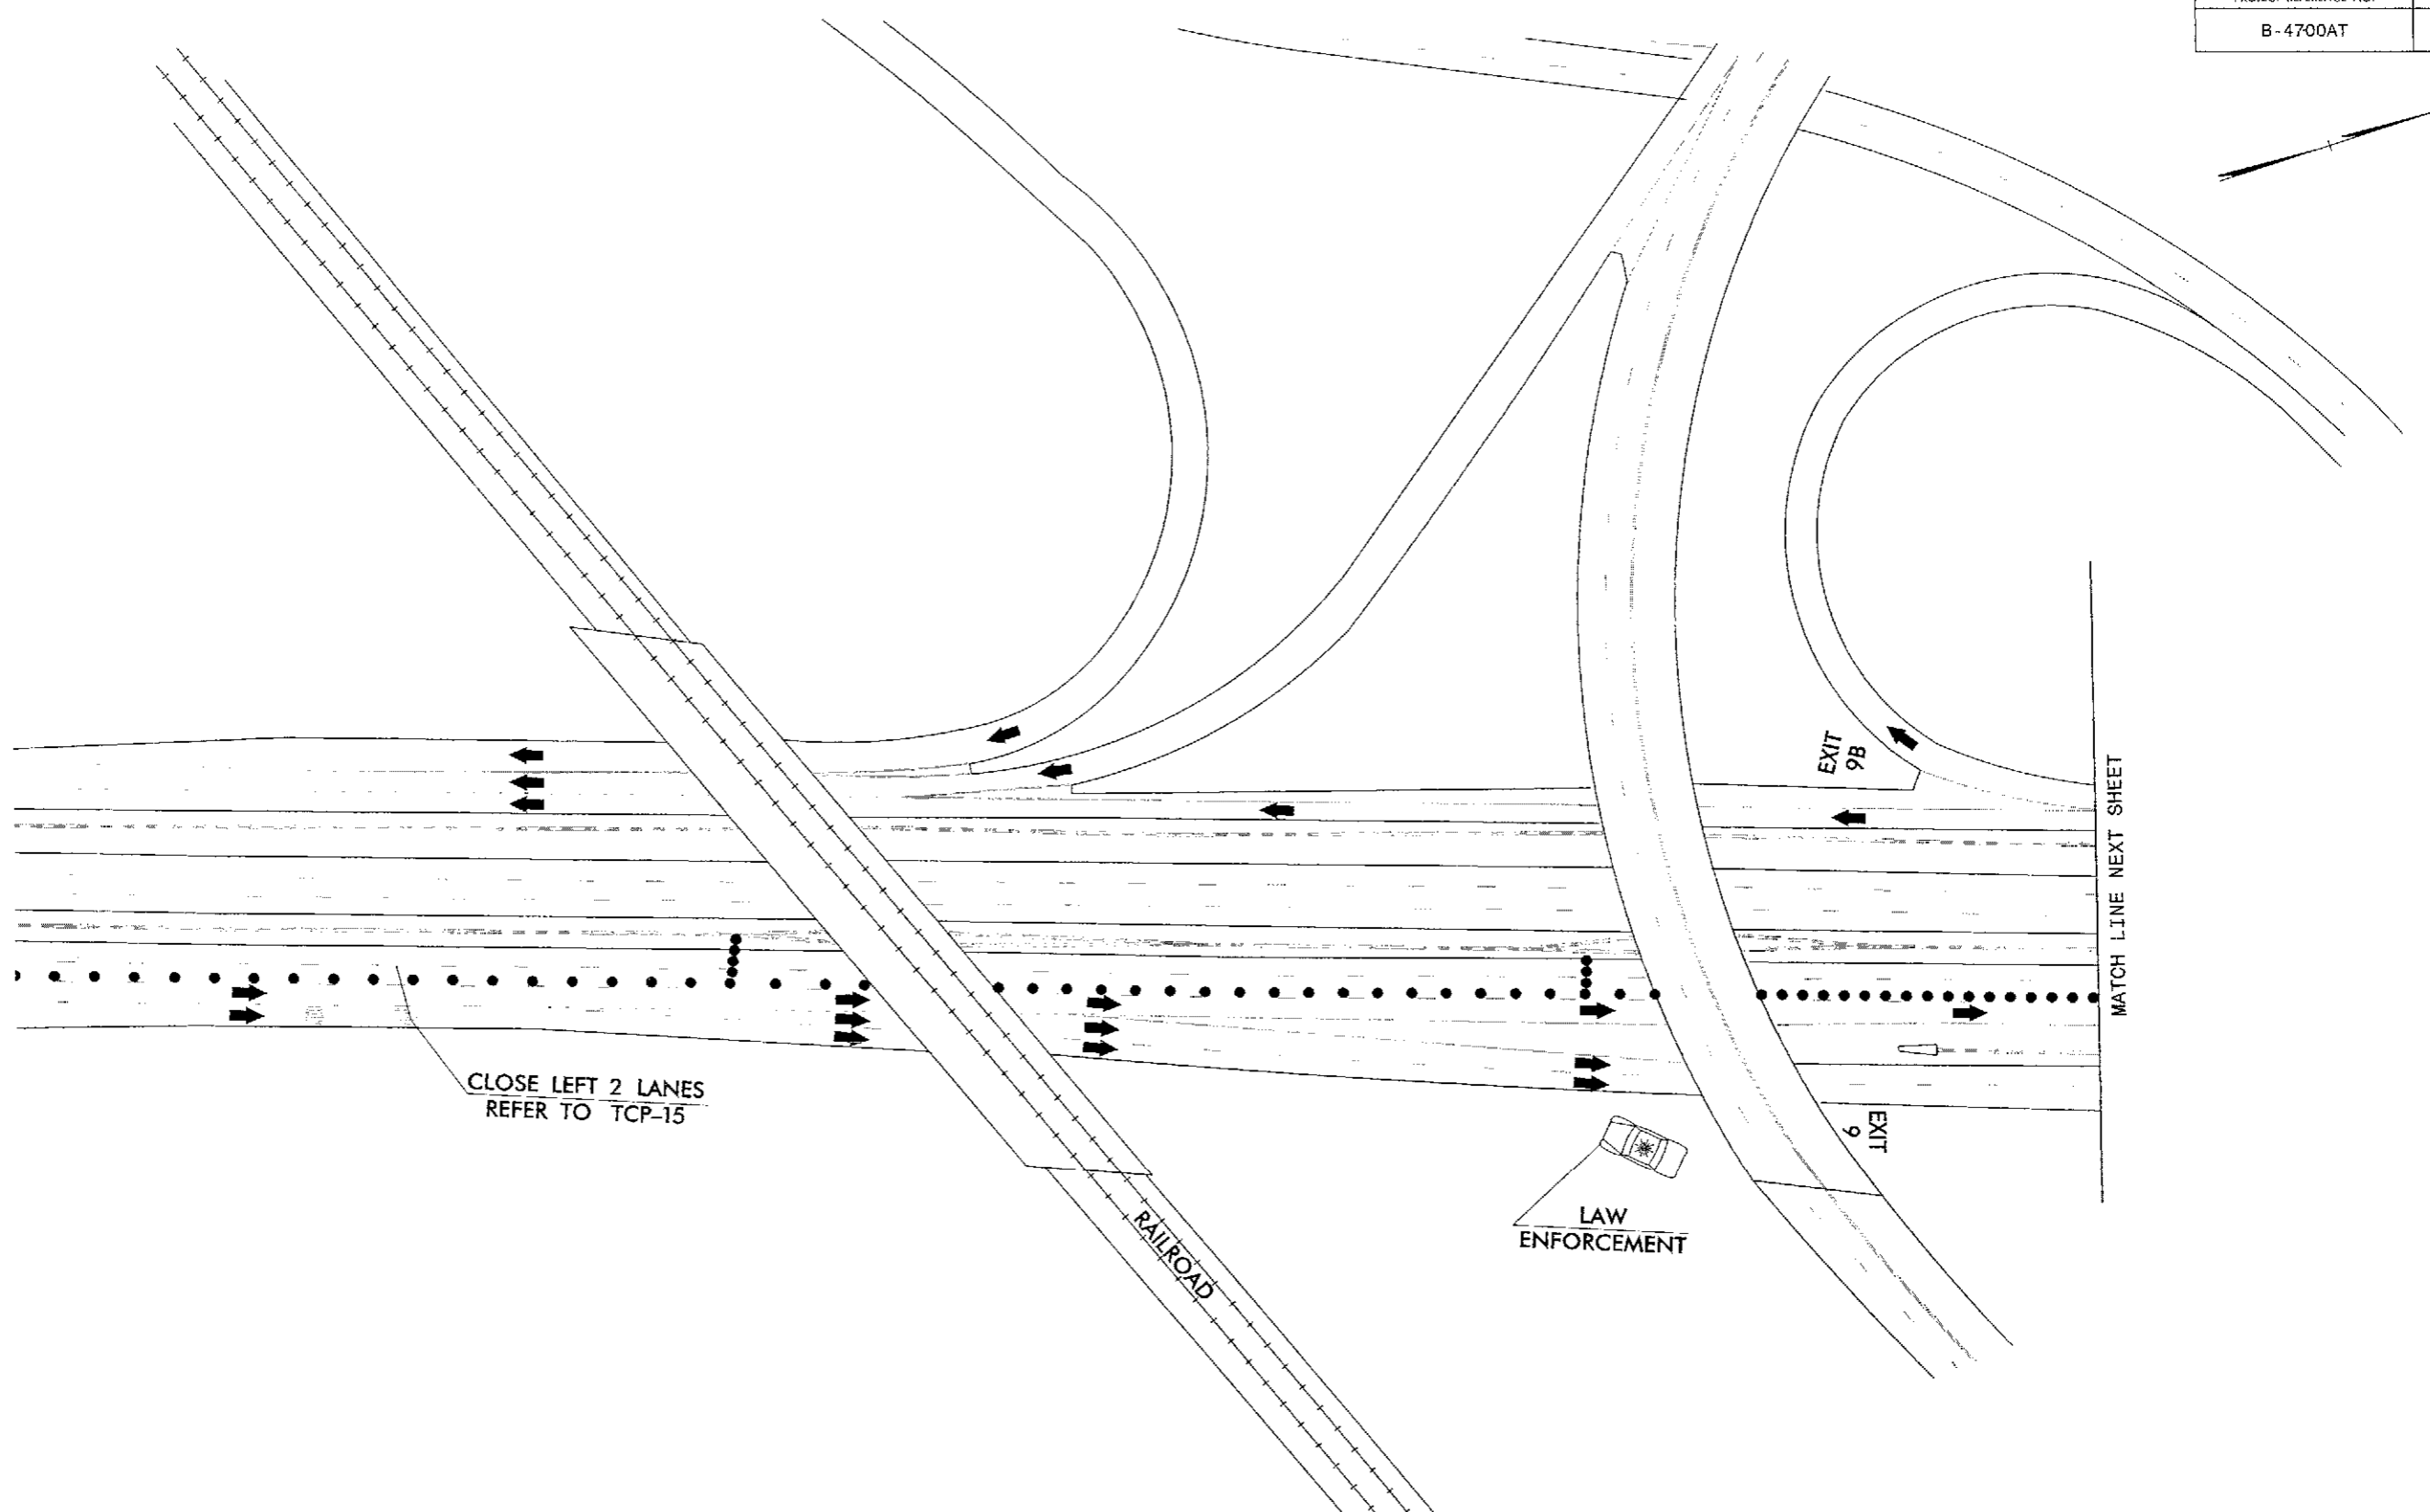 B-4700AT
EXIT
9B
MATCH LINE NEXT SHEET
CLOSE LEFT 2 LANES
REFER TO TCP-15
EXIT
9
LAW
ENFORCEMENT
RAILROAD